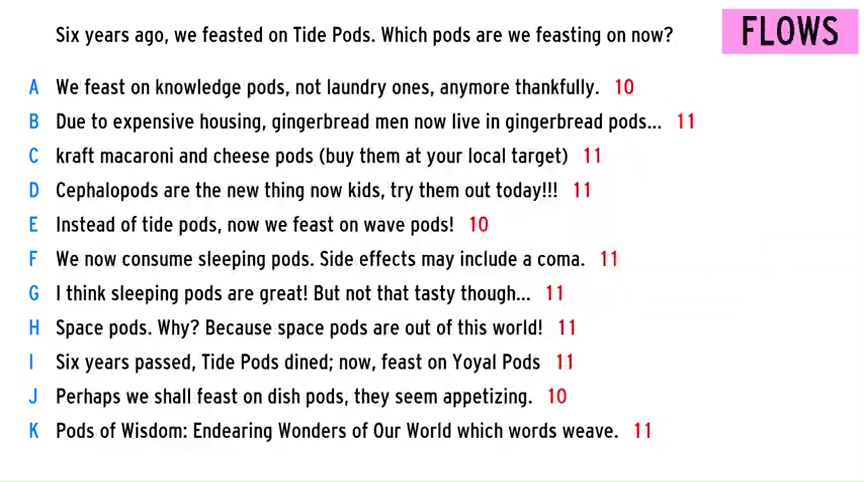 Six years ago, we feasted on Tide Pods. Which pods are we feasting on now?
FLOWS
A We feast on knowledge pods, not laundry ones, anymore thankfully. 10
B Due to expensive housing, gingerbread men now live in gingerbread pods... 11
C kraft macaroni and cheese pods (buy them at your local target) 11
D Cephalopods are the new thing now kids, try them out today!!! 11
E Instead of tide pods, now we feast on wave pods! 10
F We now consume sleeping pods. Side effects may include a coma. 11
G I think sleeping pods are great! But not that tasty though... 11
H Space pods. Why? Because space pods are out of this world! 11
I Six years passed, Tide Pods dined; now, feast on Yoyal Pods 11
J Perhaps we shall feast on dish pods, they seem appetizing. 10
K Pods of Wisdom: Endearing Wonders of Our World which words weave. 11